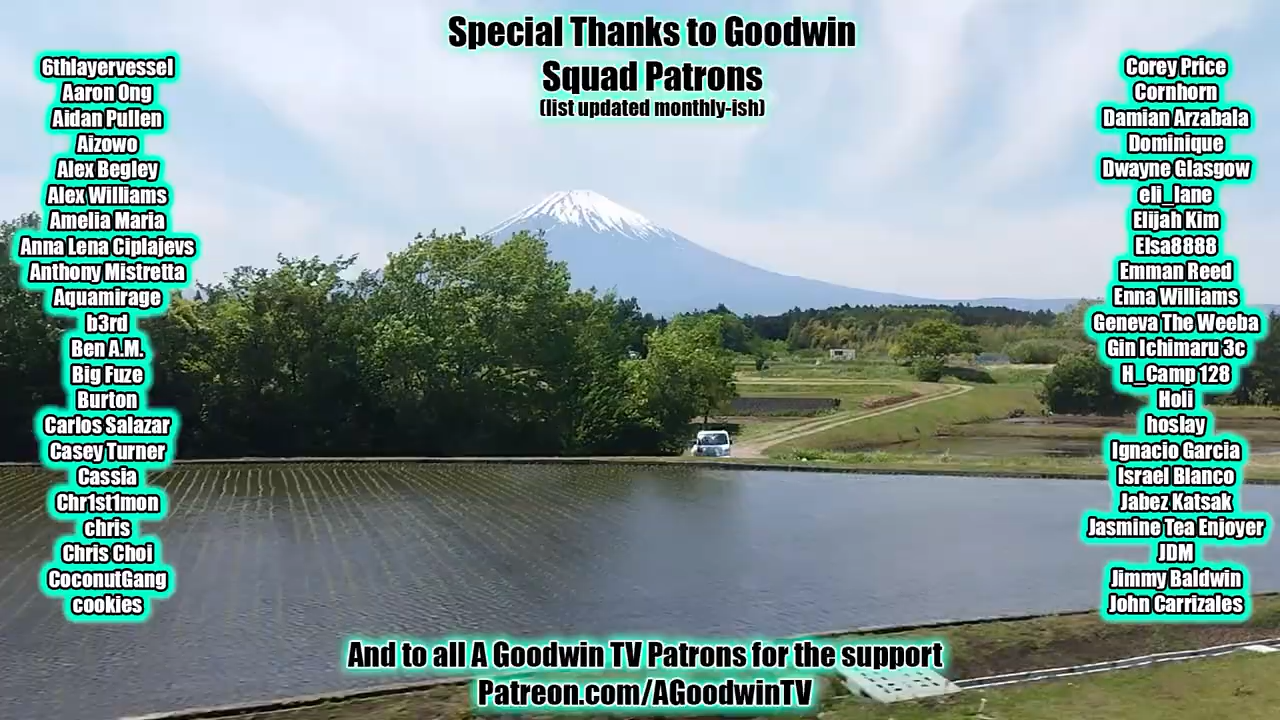 Special Thanks to Goodwin
Squad Patrons
(list updated monthly-ish)
6thlayervessel
Aaron Ong
Aidan Pullen
Aizowo
Alex Begley
Alex Williams
Amelia Maria
Anna Lena Ciplajevs
Anthony Mistretta
Aquamirage
b3rd
Ben A.M.
Big Fuze
Burton
Carlos Salazar
Casey Turner
Cassia
Chr1st1mon
chris
Chris Choi
CoconutGang
cookies
Corey Price
Cornhorn
Damian Arzabala
Dominique
Dwayne Glasgow
eli_lane
Elijah Kim
Elsa8888
Emman Reed
Enna Williams
Geneva The Weeba
Gin Ichimaru 3c
H_Camp 128
Holi
hoslay
Ignacio Garcia
Israel Blanco
Jabez Katsak
Jasmine Tea Enjoyer
JDM
Jimmy Baldwin
John Carrizales
And to all A Goodwin TV Patrons for the support
Patreon.com/AGoodwinTV